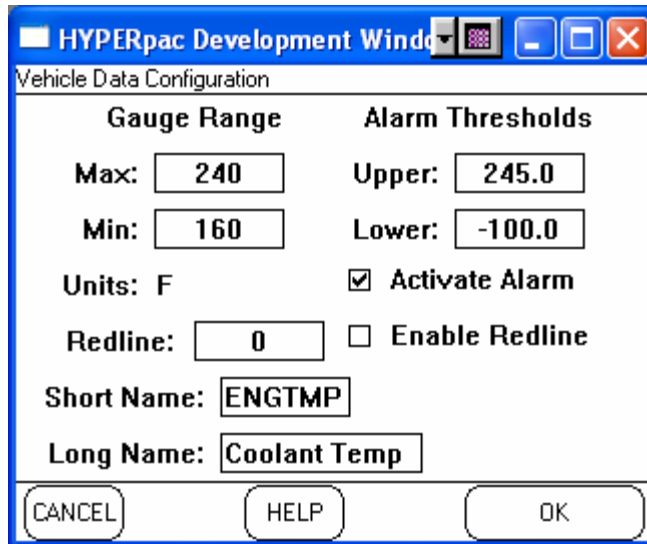 HYPERpac Development Windo
Vehicle Data Configuration
Gauge Range Alarm Thresholds
Max: 240 Upper: 245.0
Min: 160 Lower: -100.0
Units: F Activate Alarm
Redline: 0 Enable Redline
Short Name: ENGTMP
Long Name: Coolant Temp
CANCEL HELP OK